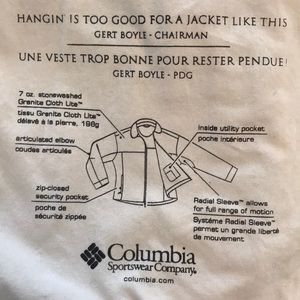 HANGIN' IS TOO GOOD FOR A JACKET LIKE THIS
GERT BOYLE · CHAIRMAN
UNE VESTE TROP BONNE POUR RESTER PENDUE!
GERT BOYLE · PDG
7 oz. stonewashed
Granite Cloth Lite™
tissu Granite Cloth Lite™
délavé à la pierre, 198g
articulated elbow
coudes articulés
zip-closed
security pocket
poche de
sécurité zippée
Inside utility pocket
poche intérieure
Radial Sleeve™ allows
for full range of motion
Système Radial Sleeve™
permet un grande liberté
de mouvement
Columbia
Sportswear Company®
columbia.com